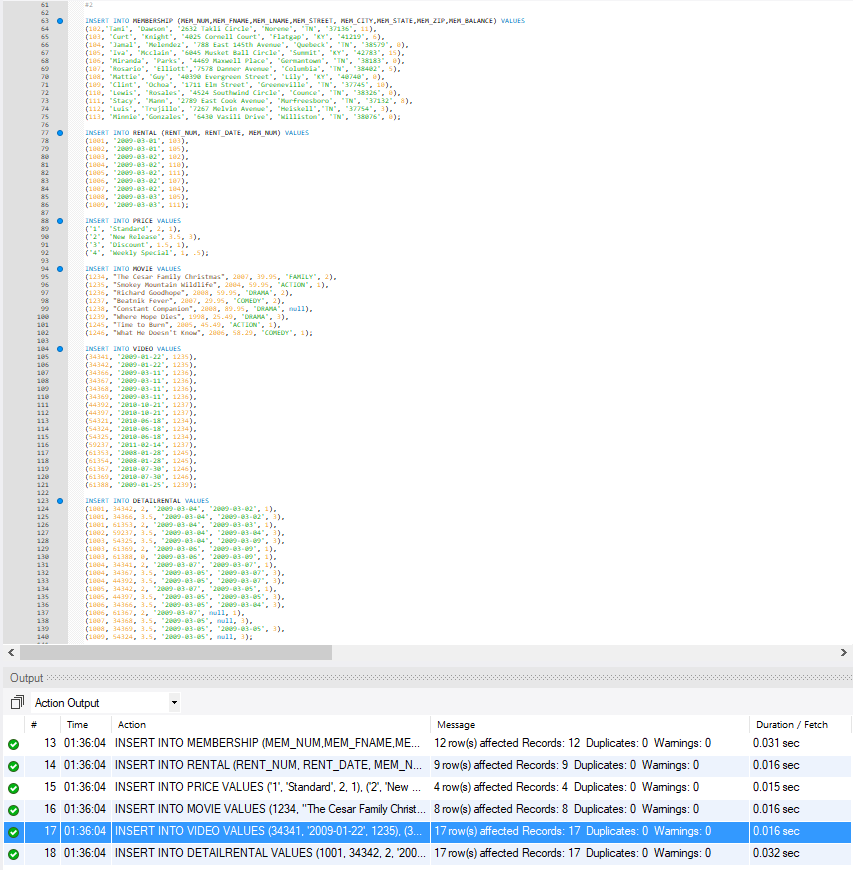 61 #2
62
63 INSERT INTO MEMBERSHIP (MEM_NUM,MEM_FNAME,MEM_LNAME,MEM_STREET, MEM_CITY,MEM_STATE,MEM_ZIP,MEM_BALANCE) VALUES
64 (102,"Tami", "Dawson", "2632 Takli Circle", "Norene", "TN", "37136", 11),
65 (103, "Curt", "Knight", "4025 Cornell Court", "Flatgap", "KY", "41219", 6),
66 (104, "Jamal", "Melendez", "788 East 145th Avenue", "Quebeck", "TN", "38579", 0),
67 (105, "Iva", "Mcclain", "6045 Musket Ball Circle", "Summit", "KY", "42783", 15),
68 (106, "Miranda", "Parks", "4469 Maxwell Place", "Germantown", "TN", "38183", 0),
69 (107, "Rosario", "Elliott","7578 Danner Avenue", "Columbia", "TN", "38402", 5),
70 (108, "Mattie", "Guy", "40390 Evergreen Street", "Lily", "KY", "40740", 0),
71 (109, "Clint", "Ochoa", "1711 Elm Street", "Greeneville", "TN", "37745", 10),
72 (110, "Lewis", "Rosales", "4524 Southwind Circle", "Counce", "TN", "38326", 0),
73 (111, "Stacy", "Mann", "2789 East Cook Avenue", "Murfreesboro", "TN", "37132", 8),
74 (112, "Luis", "Trujillo", "7267 Melvin Avenue", "Heiskell","TN", "37754", 3),
75 (113, "Minnie","Gonzales", "6430 Vasili Drive", "Williston", "TN", "38076", 0);
76
77 INSERT INTO RENTAL (RENT_NUM, RENT_DATE, MEM_NUM) VALUES
78 (1001, '2009-03-01', 103),
79 (1002, '2009-03-01', 105),
80 (1003, '2009-03-02', 102),
81 (1004, '2009-03-02', 110),
82 (1005, '2009-03-02', 111),
83 (1006, '2009-03-02', 107),
84 (1007, '2009-03-02', 104),
85 (1008, '2009-03-03', 105),
86 (1009, '2009-03-03', 111);
87
88 INSERT INTO PRICE VALUES
89 ('1', 'Standard', 2, 1),
90 ('2', 'New Release', 3.5, 3),
91 ('3', 'Discount', 1.5, 1),
92 ('4', 'Weekly Special', 1, .5);
93
94 INSERT INTO MOVIE VALUES
95 (1234, "The Cesar Family Christmas", 2007, 39.95, "FAMILY", 2),
96 (1235, "Smokey Mountain Wildlife", 2004, 59.95, "ACTION", 1),
97 (1236, "Richard Goodhope", 2008, 59.95, "DRAMA", 2),
98 (1237, "Beatnik Fever", 2007, 29.95, "COMEDY", 2),
99 (1238, "Constant Companion", 2008, 89.95, "DRAMA", null),
100 (1239, "Where Hope Dies", 1998, 25.49, "DRAMA", 3),
101 (1245, "Time to Burn", 2005, 45.49, "ACTION", 1),
102 (1246, "What He Doesn't Know", 2006, 58.29, "COMEDY", 1);
103
104 INSERT INTO VIDEO VALUES
105 (34341, '2009-01-22', 1235),
106 (34342, '2009-01-22', 1235),
107 (34366, '2009-03-11', 1236),
108 (34367, '2009-03-11', 1236),
109 (34368, '2009-03-11', 1236),
110 (34369, '2009-03-11', 1236),
111 (44392, '2010-10-21', 1237),
112 (44397, '2010-10-21', 1237),
113 (54321, '2010-06-18', 1234),
114 (54324, '2010-06-18', 1234),
115 (54325, '2010-06-18', 1234),
116 (59237, '2011-02-14', 1237),
117 (61353, '2008-01-28', 1245),
118 (61354, '2008-01-28', 1245),
119 (61367, '2010-07-30', 1246),
120 (61369, '2010-07-30', 1246),
121 (61388, '2009-01-25', 1239);
122
123 INSERT INTO DETAILRENTAL VALUES
124 (1001, 34342, 2, '2009-03-04', '2009-03-02', 1),
125 (1001, 34366, 3.5, '2009-03-04', '2009-03-02', 3),
126 (1001, 61353, 2, '2009-03-04', '2009-03-03', 1),
127 (1002, 59237, 3.5, '2009-03-04', '2009-03-04', 3),
128 (1003, 54325, 3.5, '2009-03-04', '2009-03-09', 3),
129 (1003, 61369, 2, '2009-03-06', '2009-03-09', 1),
130 (1003, 61388, 0, '2009-03-06', '2009-03-09', 1),
131 (1004, 34341, 2, '2009-03-07', '2009-03-07', 1),
132 (1004, 34367, 3.5, '2009-03-05', '2009-03-07', 3),
133 (1004, 44392, 3.5, '2009-03-05', '2009-03-07', 3),
134 (1005, 34342, 2, '2009-03-07', '2009-03-05', 1),
135 (1005, 44397, 3.5, '2009-03-05', '2009-03-05', 3),
136 (1006, 34366, 3.5, '2009-03-05', '2009-03-04', 3),
137 (1006, 61367, 2, '2009-03-07', null, 1),
138 (1007, 34368, 3.5, '2009-03-05', null, 3),
139 (1008, 34369, 3.5, '2009-03-05', '2009-03-05', 3),
140 (1009, 54324, 3.5, '2009-03-05', null, 3);
Output
Action Output
# Time Action Message Duration / Fetch
13 01:36:04 INSERT INTO MEMBERSHIP (MEM_NUM,MEM_FNAME,ME... 12 row(s) affected Records: 12 Duplicates: 0 Warnings: 0 0.031 sec
14 01:36:04 INSERT INTO RENTAL (RENT_NUM, RENT_DATE, MEM_N... 9 row(s) affected Records: 9 Duplicates: 0 Warnings: 0 0.016 sec
15 01:36:04 INSERT INTO PRICE VALUES ('1', 'Standard', 2, 1), ('2', 'New ... 4 row(s) affected Records: 4 Duplicates: 0 Warnings: 0 0.015 sec
16 01:36:04 INSERT INTO MOVIE VALUES (1234, "The Cesar Family Christ... 8 row(s) affected Records: 8 Duplicates: 0 Warnings: 0 0.016 sec
17 01:36:04 INSERT INTO VIDEO VALUES (34341, '2009-01-22', 1235), (3... 17 row(s) affected Records: 17 Duplicates: 0 Warnings: 0 0.016 sec
18 01:36:04 INSERT INTO DETAILRENTAL VALUES (1001, 34342, 2, '200... 17 row(s) affected Records: 17 Duplicates: 0 Warnings: 0 0.032 sec